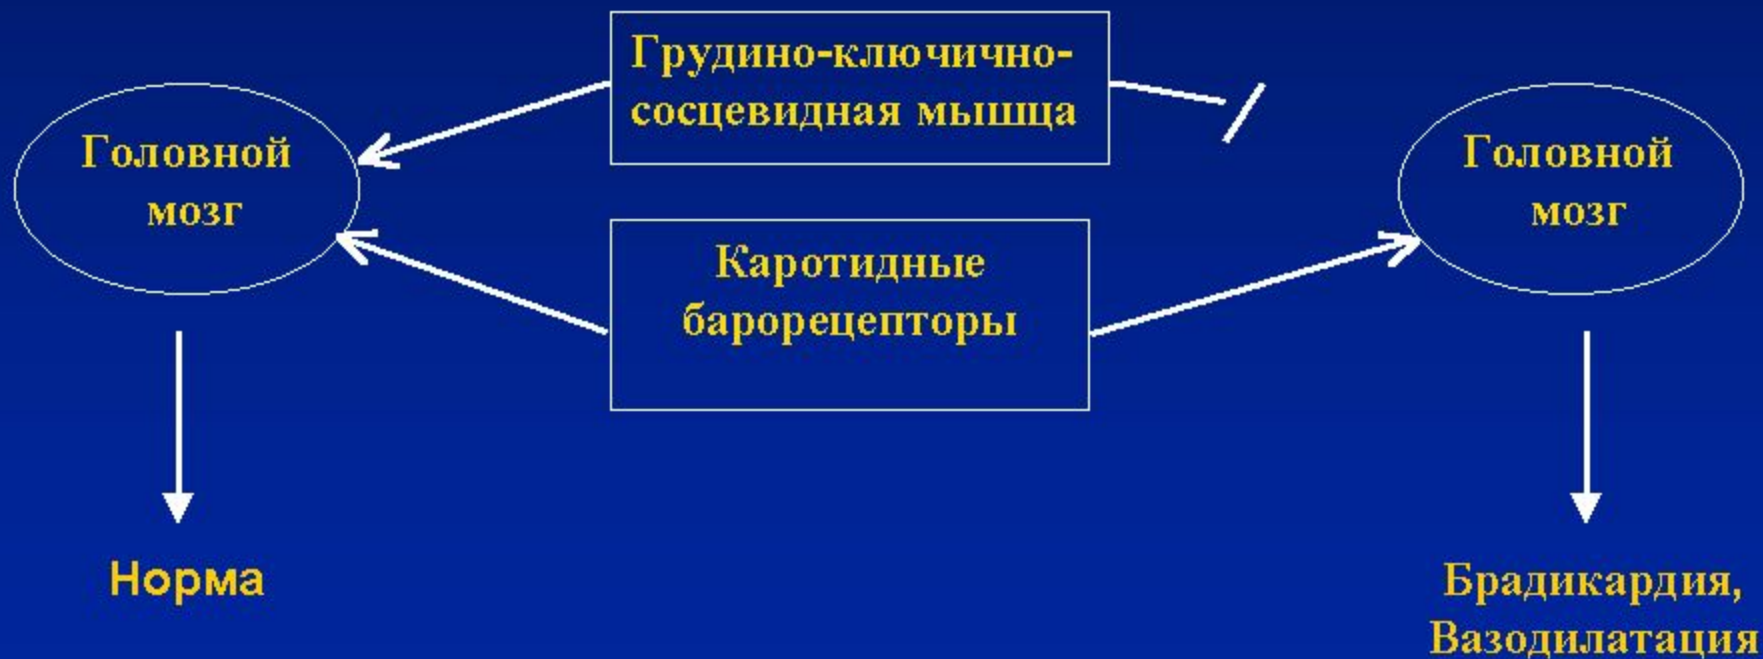 Грудино-ключично-
сосцевидная мышца
Головной
мозг
Головной
мозг
Каротидные
барорецепторы
Норма
Брадикардия,
Вазодилатация